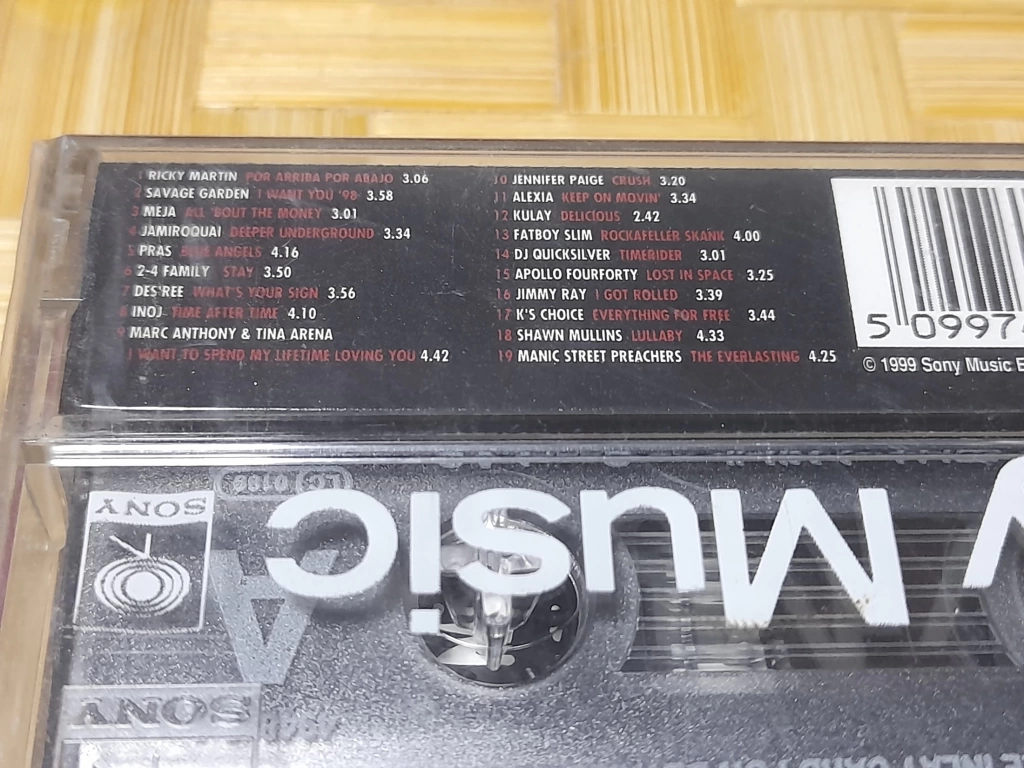 1 RICKY MARTIN POR ARRIBA POR ABAJO 3.06
2 SAVAGE GARDEN I WANT YOU '98 3.58
3 MEJA ALL 'BOUT THE MONEY 3.01
4 JAMIROQUAI DEEPER UNDERGROUND 3.34
5 PRAS BLUE ANGELS 4.16
6 2-4 FAMILY STAY 3.50
7 DES'REE WHAT'S YOUR SIGN 3.56
8 INOJ TIME AFTER TIME 4.10
9 MARC ANTHONY & TINA ARENA
I WANT TO SPEND MY LIFETIME LOVING YOU 4.42
10 JENNIFER PAIGE CRUSH 3.20
11 ALEXIA KEEP ON MOVIN' 3.34
12 KULAY DELICIOUS 2.42
13 FATBOY SLIM ROCKAFELLER SKANK 4.00
14 DJ QUICKSILVER TIMERIDER 3.01
15 APOLLO FOURFORTY LOST IN SPACE 3.25
16 JIMMY RAY I GOT ROLLED 3.39
17 K'S CHOICE EVERYTHING FOR FREE 3.44
18 SHAWN MULLINS LULLABY 4.33
19 MANIC STREET PREACHERS THE EVERLASTING 4.25
5 0997
© 1999 Sony Music
LC
SONY
Music
A
SONY